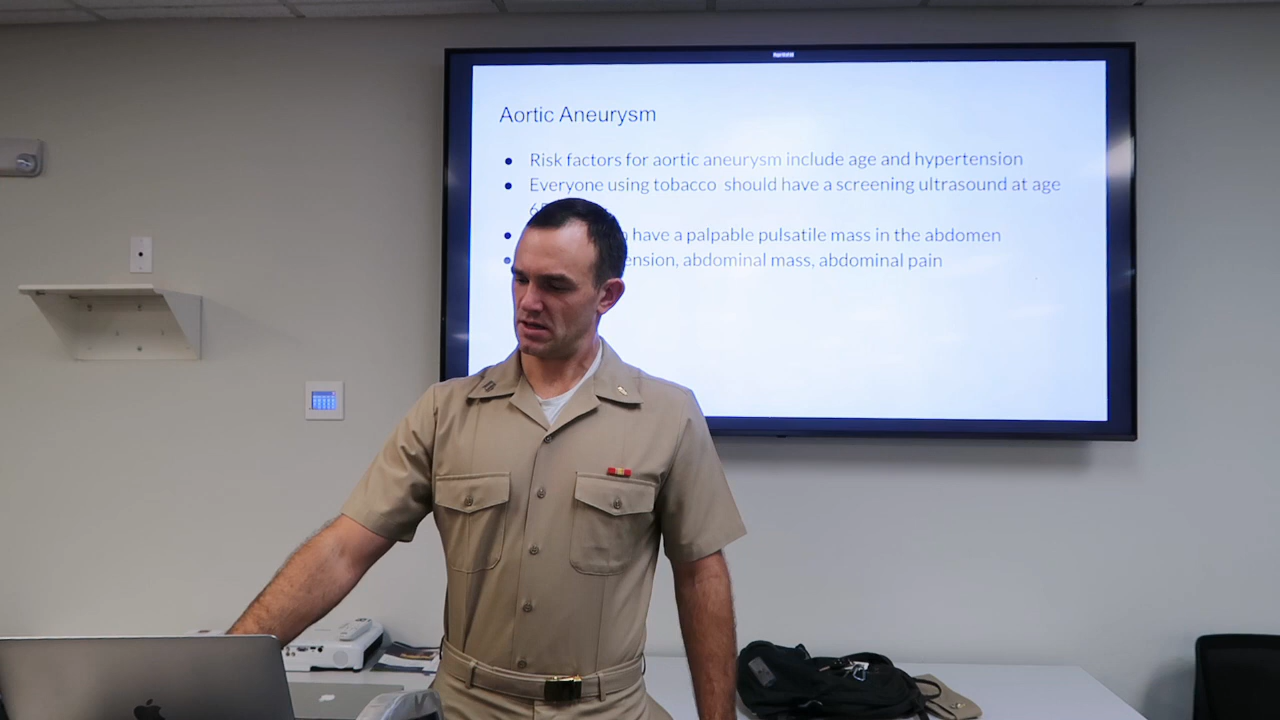 Aortic Aneurysm
● Risk factors for aortic aneurysm include age and hypertension
● Everyone using tobacco should have a screening ultrasound at age
● have a palpable pulsatile mass in the abdomen
● abdominal mass, abdominal pain